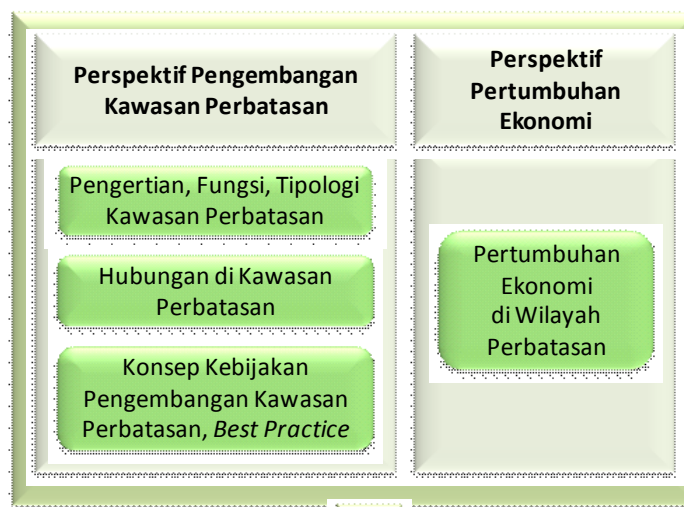 Perspektif Pengembangan
Kawasan Perbatasan
Pengertian, Fungsi, Tipologi
Kawasan Perbatasan
Hubungan di Kawasan
Perbatasan
Konsep Kebijakan
Pengembangan Kawasan
Perbatasan, Best Practice
Perspektif
Pertumbuhan
Ekonomi
Pertumbuhan
Ekonomi
di Wilayah
Perbatasan